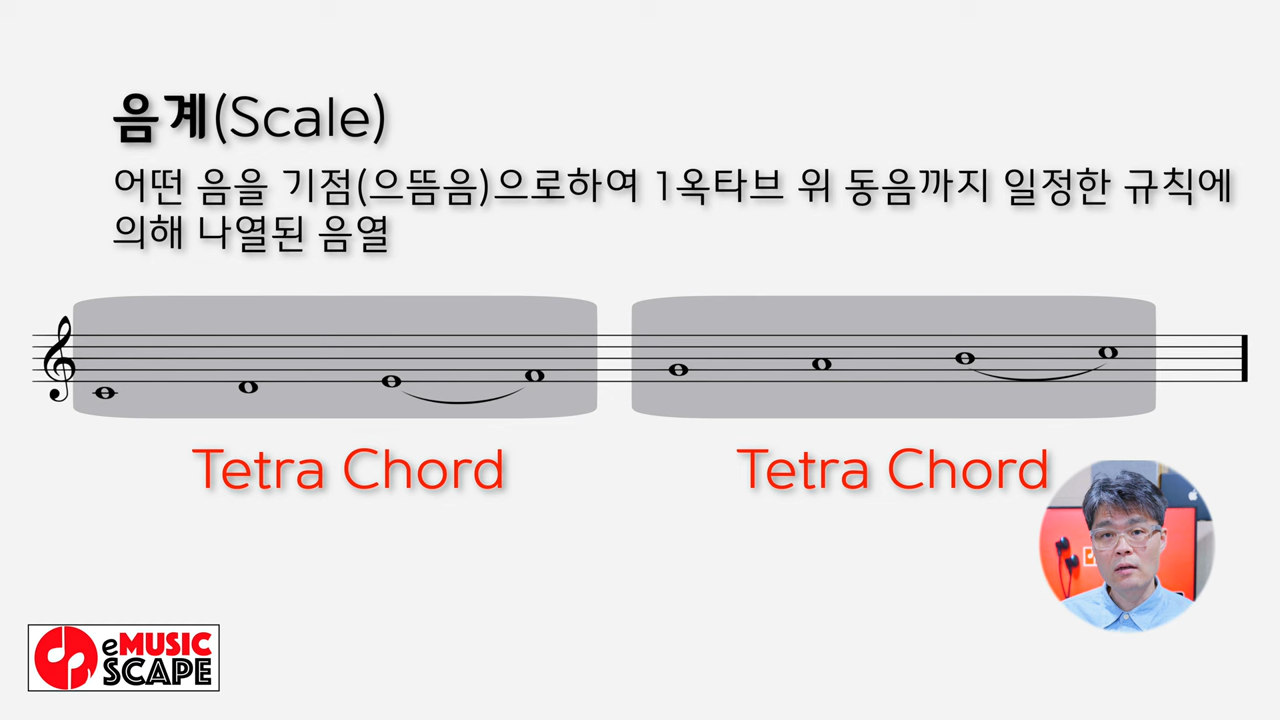 음계(Scale)
어떤 음을 기점(으뜸음)으로하여 1옥타브 위 동음까지 일정한 규칙에
의해 나열된 음열
Tetra Chord
Tetra Chord
eMUSIC
SCAPE